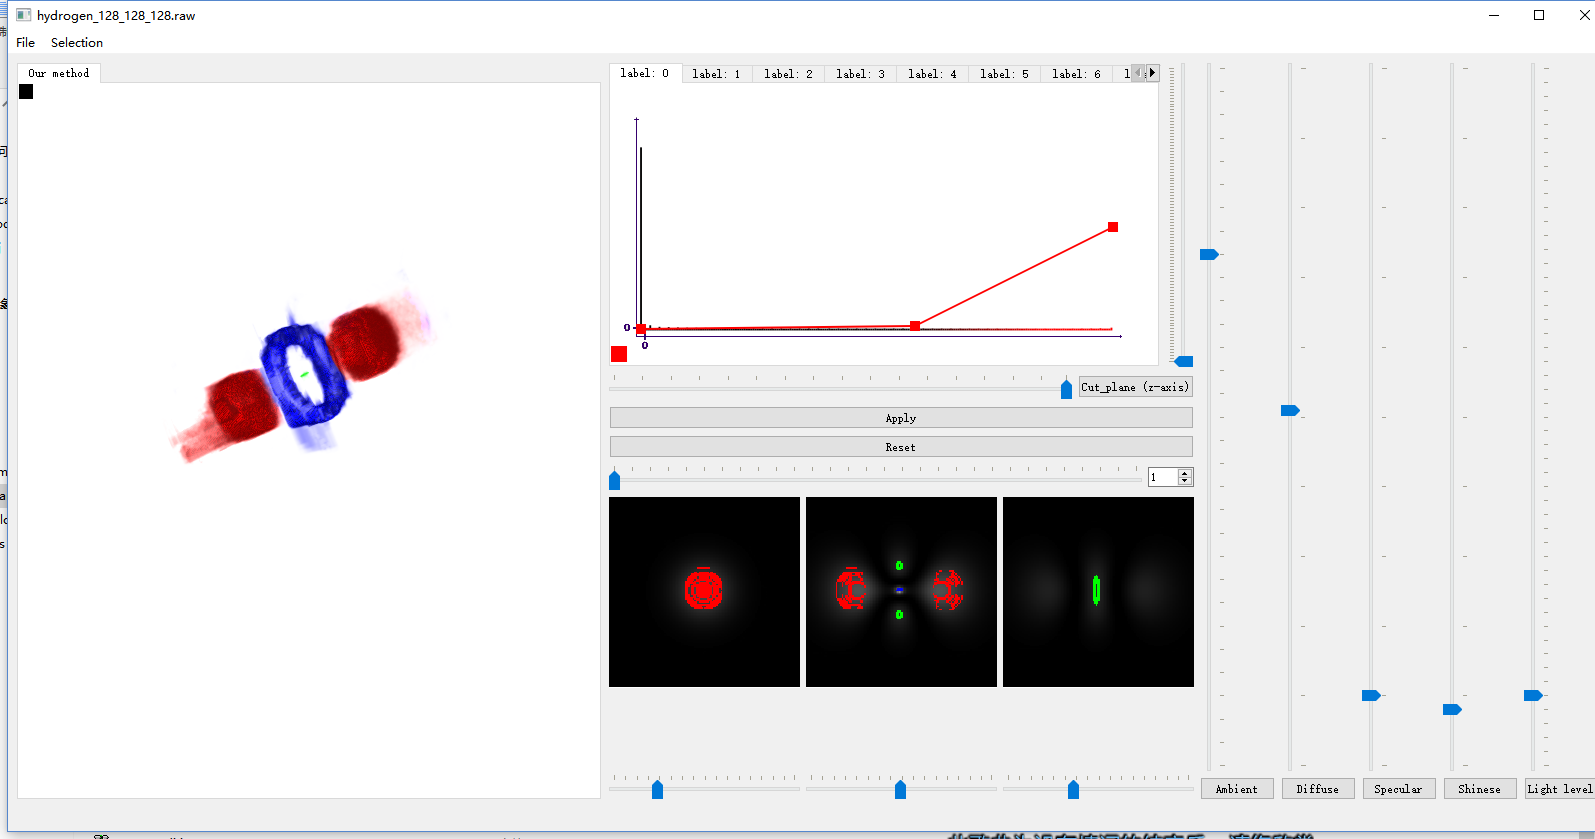 hydrogen_128_128_128.raw
File Selection
Our method
label: 0 label: 1 label: 2 label: 3 label: 4 label: 5 label: 6
0
0
Cut_plane (z-axis)
Apply
Reset
1
Ambient Diffuse Specular Shinese Light level